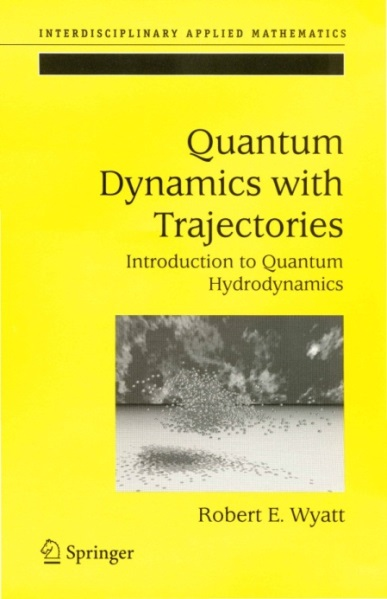 INTERDISCIPLINARY APPLIED MATHEMATICS
Quantum
Dynamics with
Trajectories
Introduction to Quantum
Hydrodynamics
Robert E. Wyatt
Springer